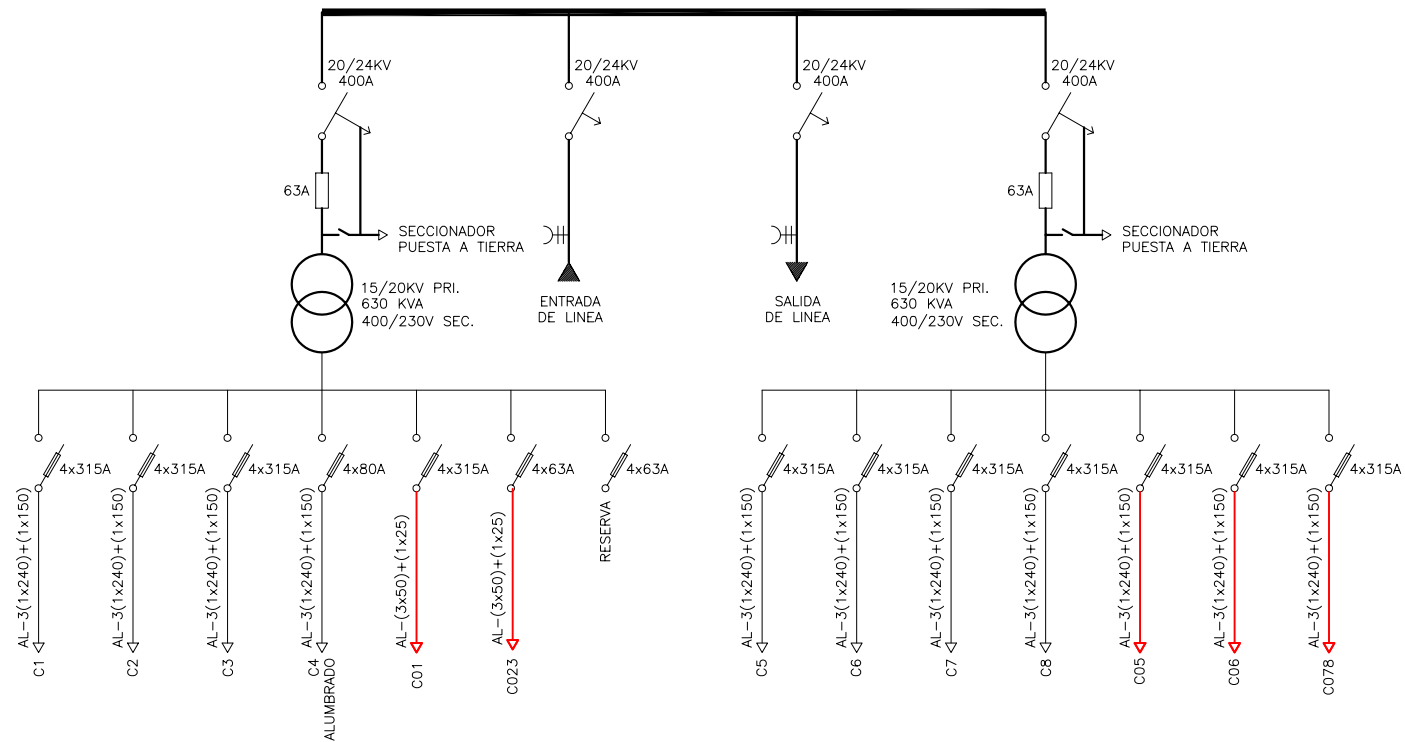 20/24KV
400A
20/24KV
400A
20/24KV
400A
20/24KV
400A
63A
63A
SECCIONADOR
PUESTA A TIERRA
SECCIONADOR
PUESTA A TIERRA
15/20KV PRI.
630 KVA
400/230V SEC.
ENTRADA
DE LINEA
SALIDA
DE LINEA
15/20KV PRI.
630 KVA
400/230V SEC.
4x315A
4x315A
4x315A
4x80A
4x315A
4x63A
4x63A
4x315A
4x315A
4x315A
4x315A
4x315A
4x315A
4x315A
AL-3(1x240)+(1x150)
AL-3(1x240)+(1x150)
AL-3(1x240)+(1x150)
AL-3(1x240)+(1x150)
AL-(3x50)+(1x25)
AL-(3x50)+(1x25)
RESERVA
AL-3(1x240)+(1x150)
AL-3(1x240)+(1x150)
AL-3(1x240)+(1x150)
AL-3(1x240)+(1x150)
AL-3(1x240)+(1x150)
AL-3(1x240)+(1x150)
AL-3(1x240)+(1x150)
C1
C2
C3
C4
ALUMBRADO
C01
C023
C5
C6
C7
C8
C05
C06
C078